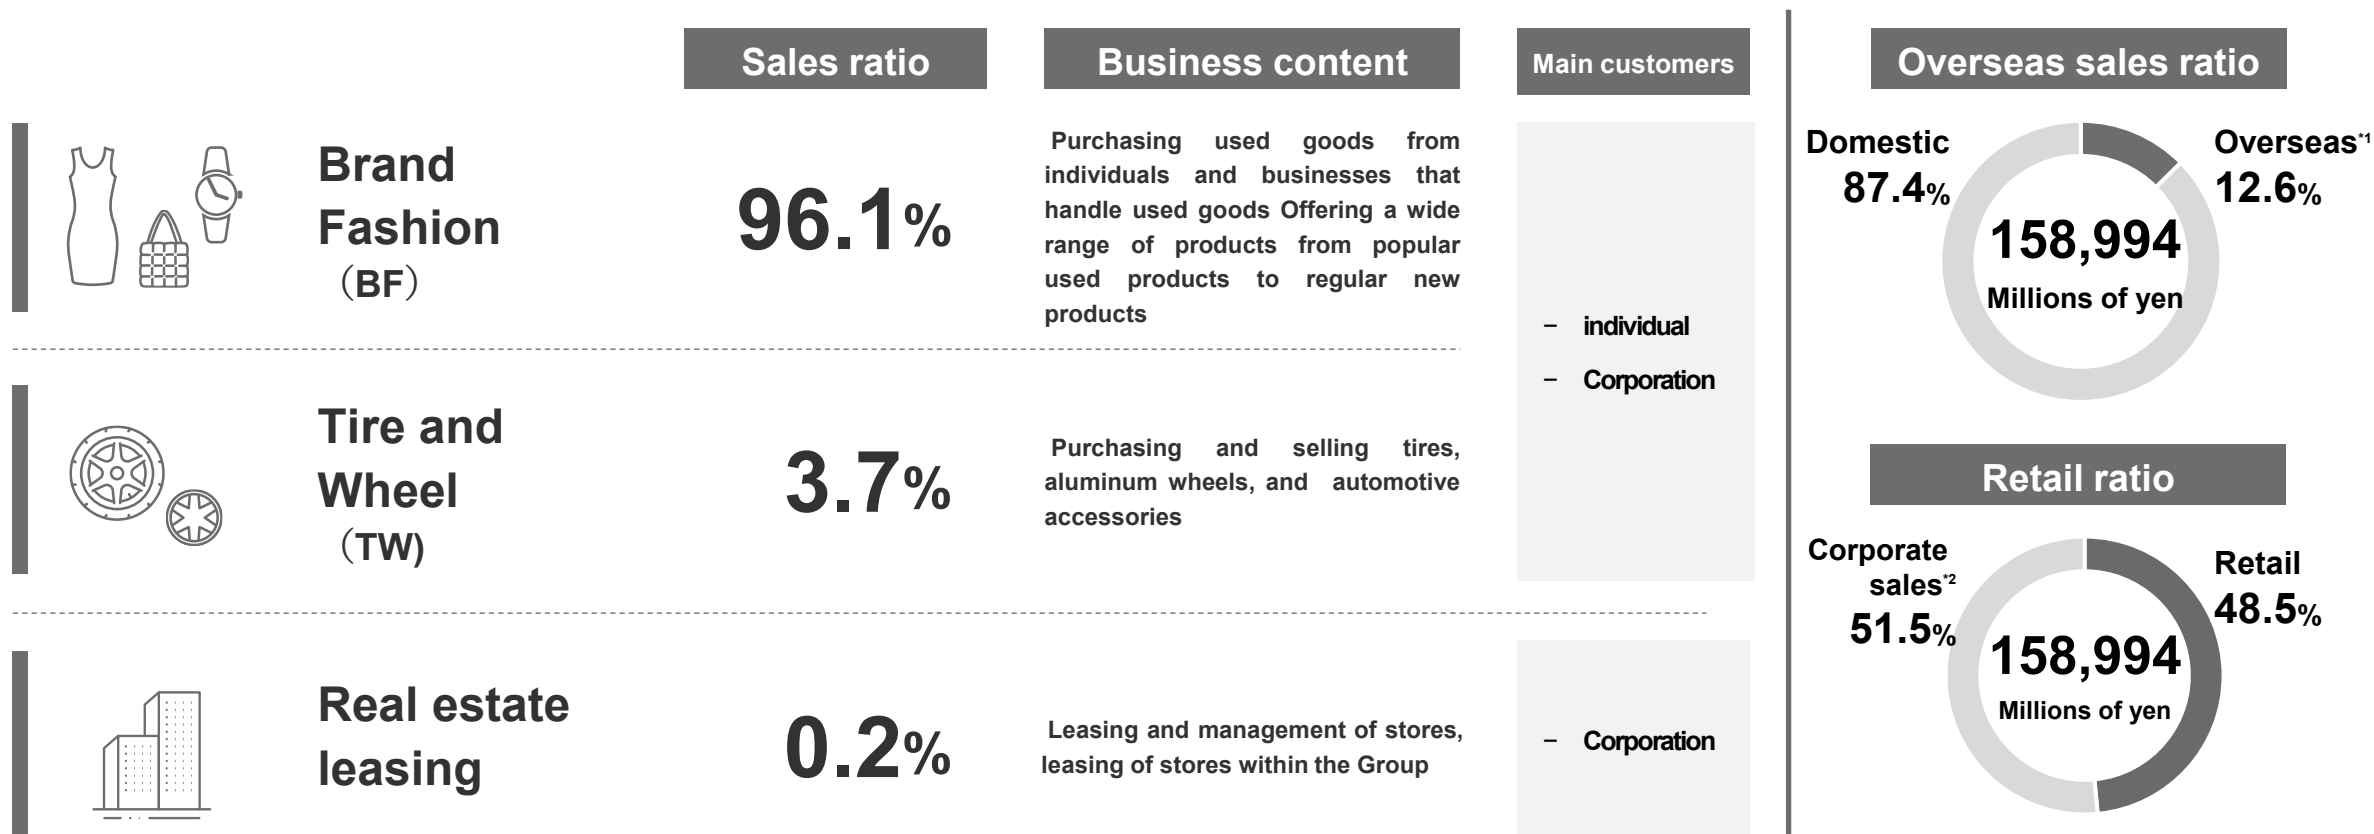 Sales ratio
Business content
Main customers
Brand
Fashion
（BF）
96.1%
Purchasing used goods from
individuals and businesses that
handle used goods Offering a wide
range of products from popular
used products to regular new
products
– individual
– Corporation
Tire and
Wheel
（TW)
3.7%
Purchasing and selling tires,
aluminum wheels, and automotive
accessories
Real estate
leasing
0.2%
Leasing and management of stores,
leasing of stores within the Group
– Corporation
Overseas sales ratio
Domestic
87.4%
Overseas*1
12.6%
158,994
Millions of yen
Retail ratio
Corporate
sales*2
51.5%
Retail
48.5%
158,994
Millions of yen